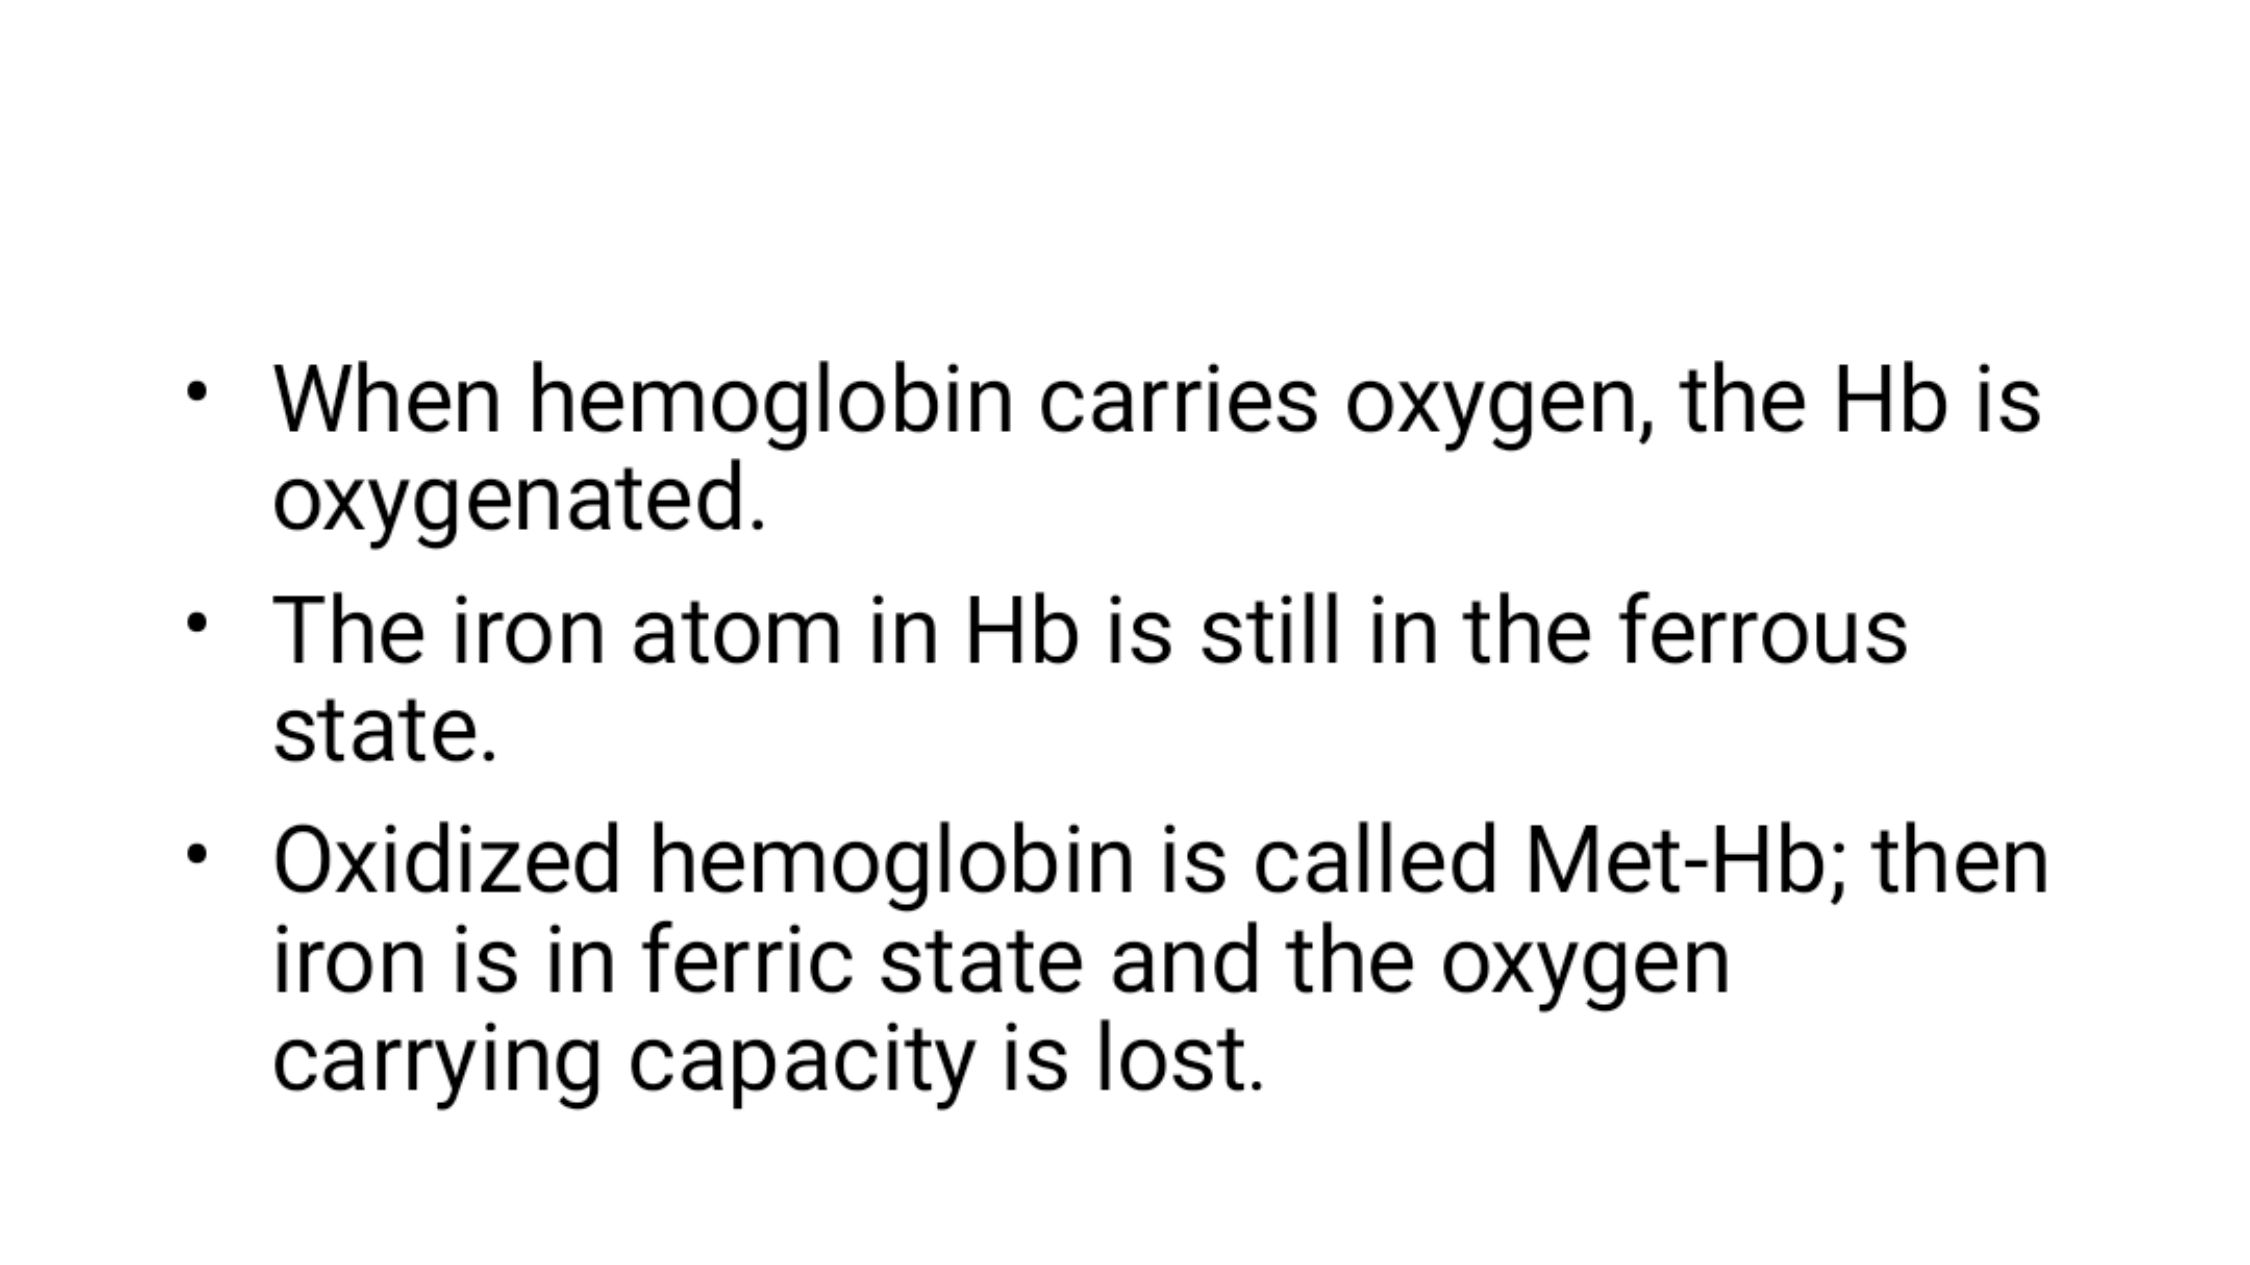 • When hemoglobin carries oxygen, the Hb is
oxygenated.
• The iron atom in Hb is still in the ferrous
state.
• Oxidized hemoglobin is called Met-Hb; then
iron is in ferric state and the oxygen
carrying capacity is lost.